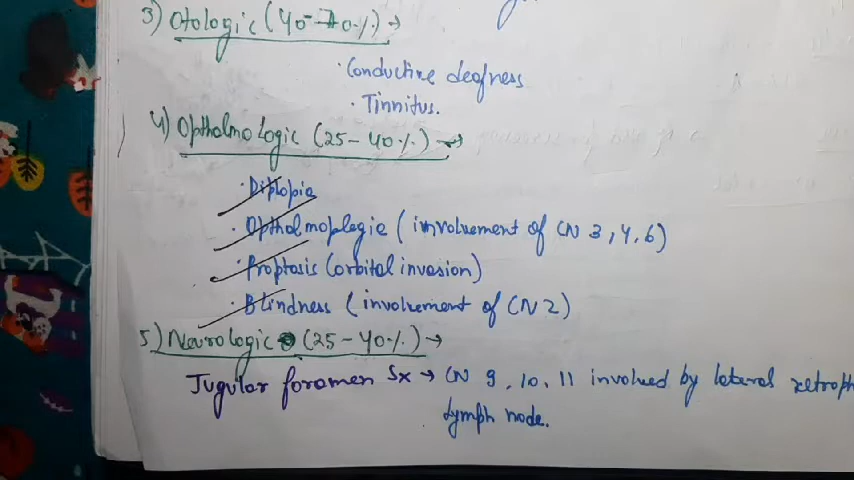 3) Otologic (40-70%) →
· Conductive deafness
· Tinnitus.
4) Opthalmologic (25-40%) →
· Diplopia
· Opthalmoplegia (involvement of CN 3, 4, 6)
· Proptosis (orbital invasion)
· Blindness (involvement of CN 2)
5) Neurologic (25-40%) →
Jugular foramen Sx → CN 9, 10, 11 involved by lateral retroph
lymph node.